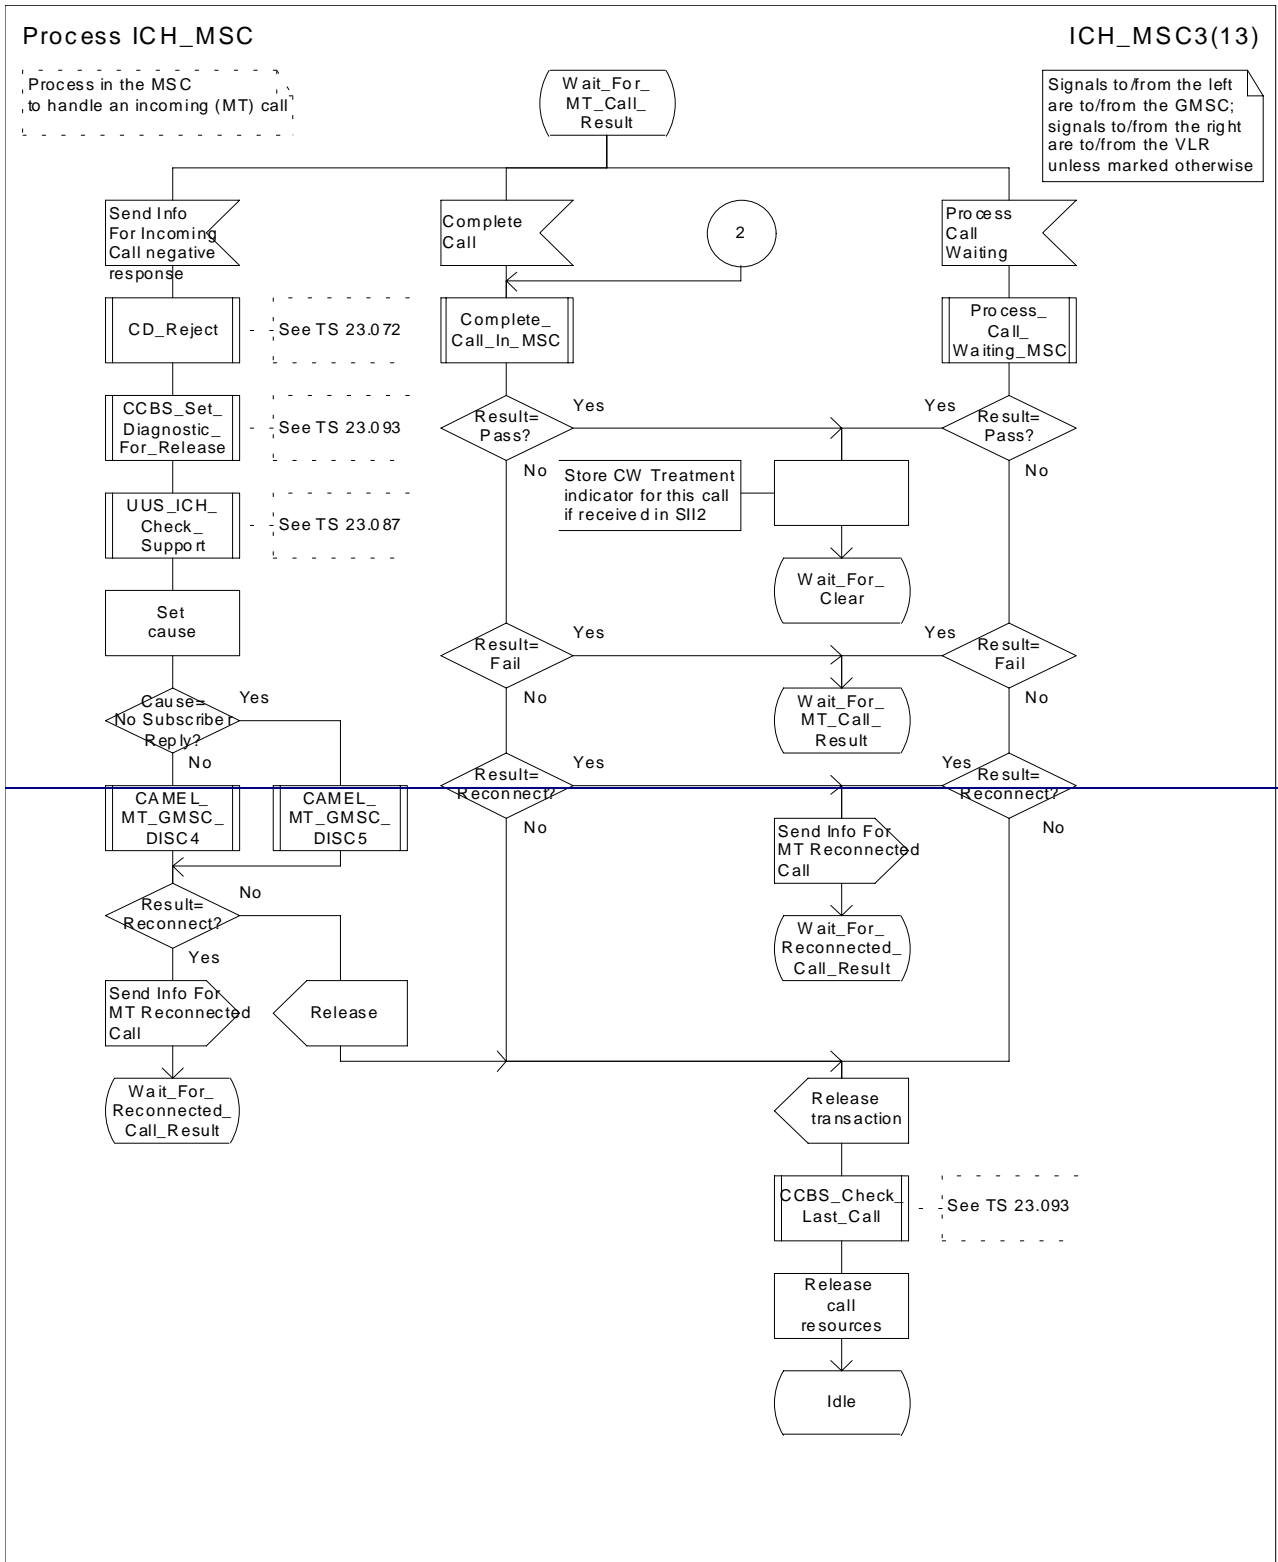 Process ICH_MSC
ICH_MSC3(13)
Process in the MSC
to handle an incoming (MT) call
Wait_For_
MT_Call_
Result
Signals to/from the left
are to/from the GMSC;
signals to/from the right
are to/from the VLR
unless marked otherwise
Send Info
For Incoming
Call negative
response
Complete
Call
2
Process
Call
Waiting
CD_Reject
See TS 23.072
Complete_
Call_In_MSC
Process_
Call_
Waiting_MSC
CCBS_Set_
Diagnostic_
For_Release
See TS 23.093
Result=
Pass?
Yes
No
Yes
Result=
Pass?
No
Store CW Treatment
indicator for this call
if received in SII2
UUS_ICH_
Check_
Support
See TS 23.087
Wait_For_
Clear
Set
cause
Result=
Fail
Yes
No
Yes
Result=
Fail
No
Cause=
No Subscriber
Reply?
Yes
No
Wait_For_
MT_Call_
Result
Result=
Reconnect?
Yes
No
Yes
Result=
Reconnect?
No
CAMEL_
MT_GMSC_
DISC4
CAMEL_
MT_GMSC_
DISC5
Send Info For
MT Reconnected
Call
Result=
Reconnect?
No
Yes
Wait_For_
Reconnected_
Call_Result
Send Info For
MT Reconnected
Call
Release
Wait_For_
Reconnected_
Call_Result
Release
transaction
CCBS_Check_
Last_Call
See TS 23.093
Release
call
resources
Idle